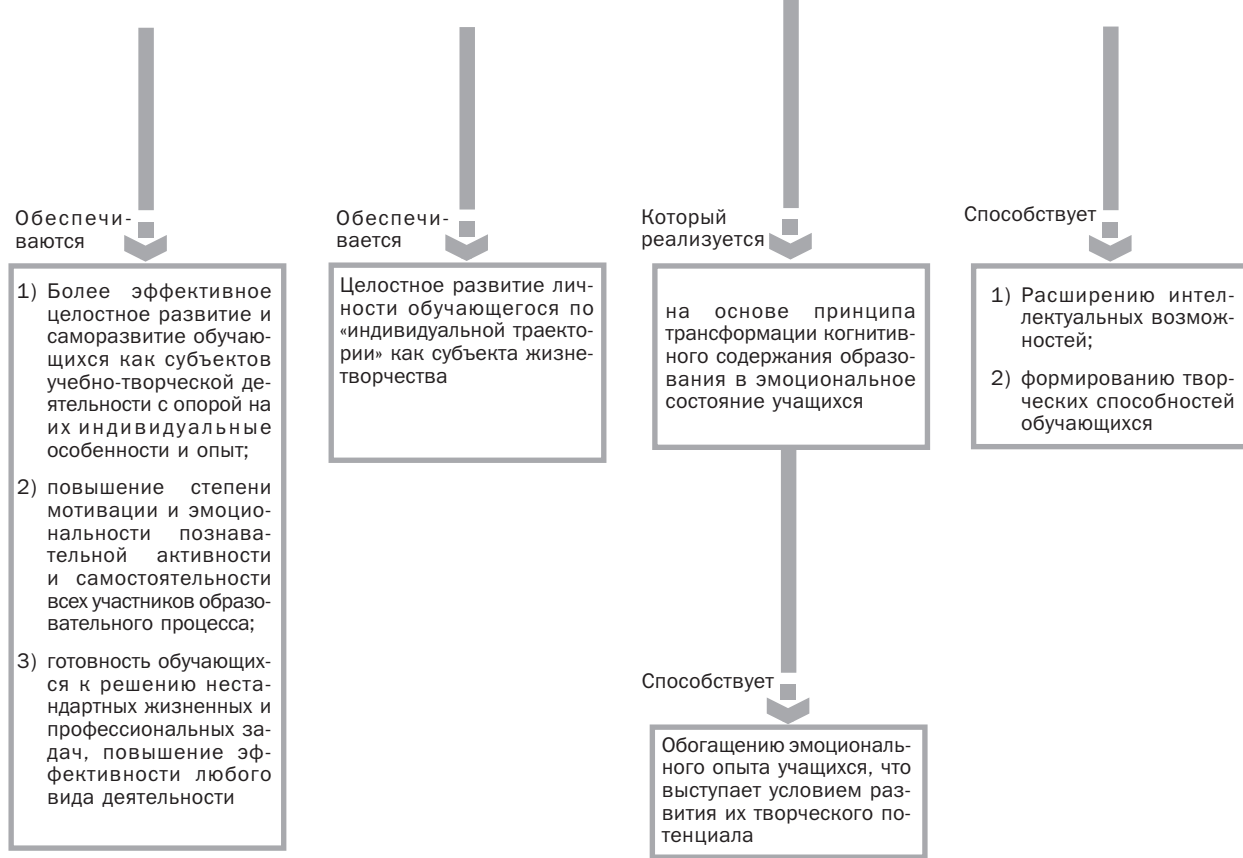 Обеспечи-
ваются
1) Более эффективное
целостное развитие и
саморазвитие обучаю-
щихся как субъектов
учебно-творческой де-
ятельности с опорой на
их индивидуальные
особенности и опыт;
2) повышение степени
мотивации и эмоцио-
нальности познава-
тельной активности
и самостоятельности
всех участников образо-
вательного процесса;
3) готовность обучающих-
ся к решению неста-
ндартных жизненных и
профессиональных за-
дач, повышение эф-
фективности любого
вида деятельности
Обеспечи-
вается
Целостное развитие лич-
ности обучающегося по
«индивидуальной траекто-
рии» как субъекта жизне-
творчества
Который
реализуется
на основе принципа
трансформации когнитив-
ного содержания образо-
вания в эмоциональное
состояние учащихся
Способствует
Обогащению эмоциональ-
ного опыта учащихся, что
выступает условием раз-
вития их творческого по-
тенциала
Способствует
1) Расширению интел-
лектуальных возмож-
ностей;
2) формированию твор-
ческих способностей
обучающихся